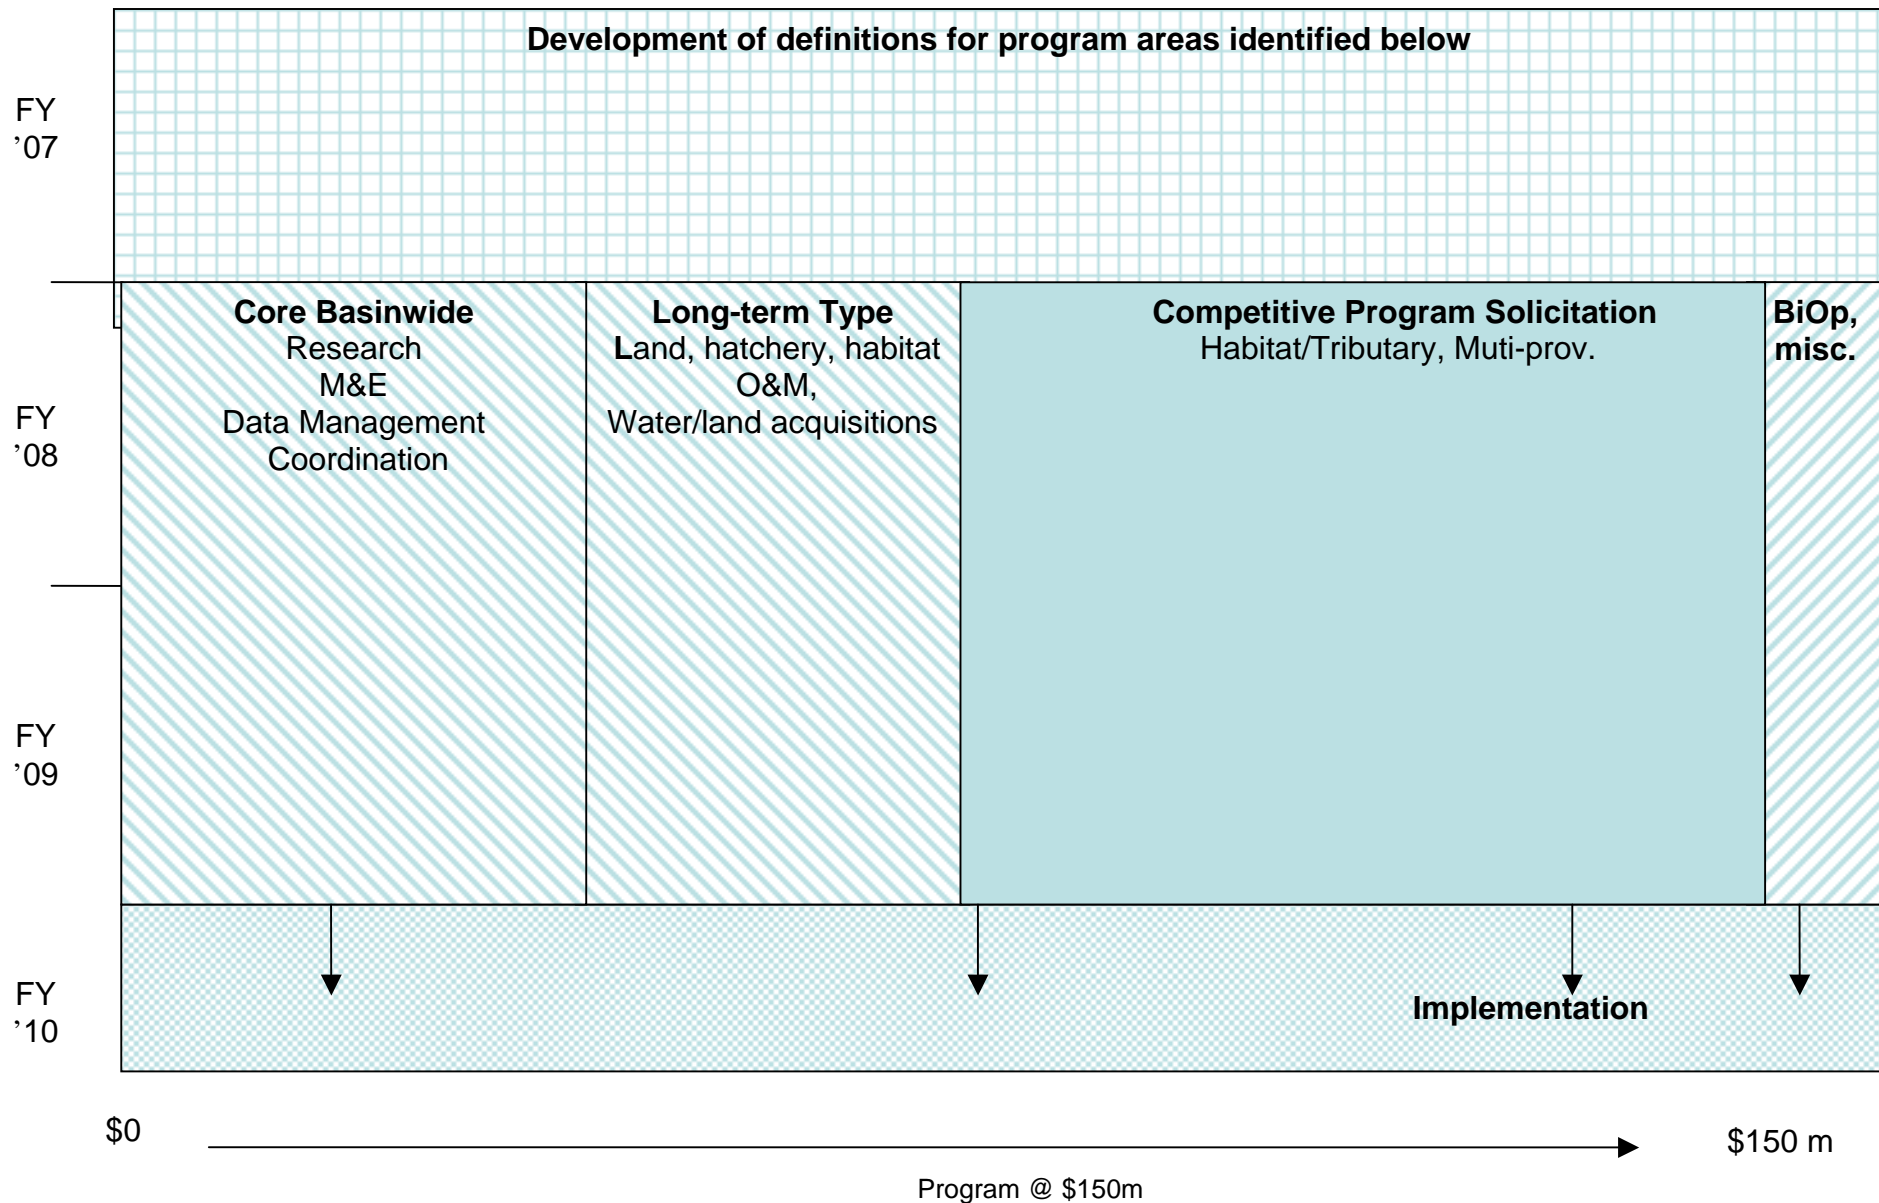 Development of definitions for program areas identified below
FY
’07
Core Basinwide
Research
M&E
Data Management
Coordination
Long-term Type
Land, hatchery, habitat
O&M,
Water/land acquisitions
Competitive Program Solicitation
Habitat/Tributary, Muti-prov.
BiOp,
misc.
FY
’08
FY
’09
FY
’10
Implementation
$0
$150 m
Program @ $150m